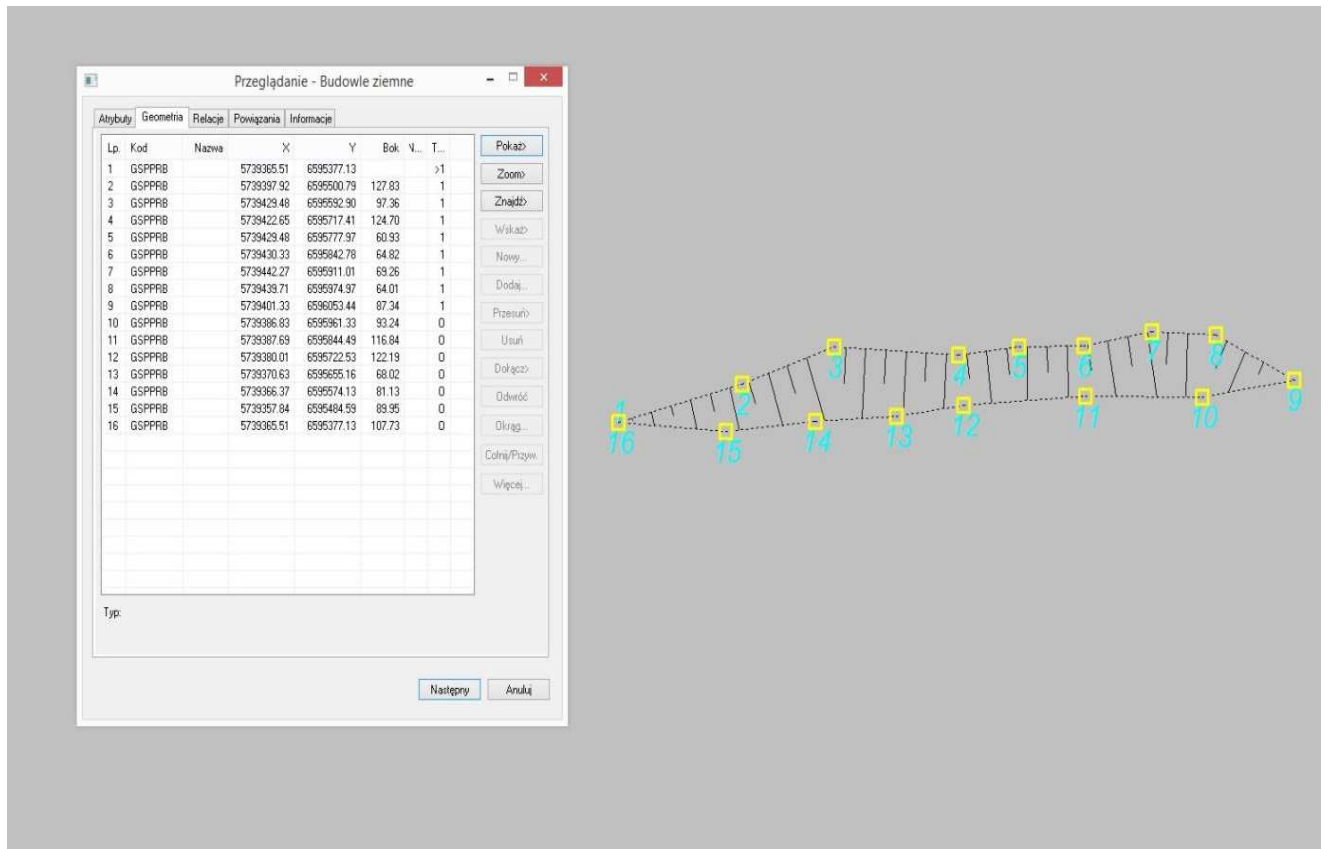 Przeglądanie - Budowle ziemne
Atrybuty Geometria Relacje Powiązania Informacje
Lp. Kod Nazwa X Y Bok N... T...
1 GSPPRB 5739365.51 6595377.13 >1
2 GSPPRB 5739397.92 6595500.79 127.83 1
3 GSPPRB 5739429.48 6595592.90 97.36 1
4 GSPPRB 5739422.65 6595717.41 124.70 1
5 GSPPRB 5739429.48 6595777.97 60.93 1
6 GSPPRB 5739430.33 6595842.78 64.82 1
7 GSPPRB 5739442.27 6595911.01 69.26 1
8 GSPPRB 5739439.71 6595974.97 64.01 1
9 GSPPRB 5739401.33 6596053.44 87.34 1
10 GSPPRB 5739386.83 6595961.33 93.24 0
11 GSPPRB 5739387.69 6595844.49 116.84 0
12 GSPPRB 5739380.01 6595722.53 122.19 0
13 GSPPRB 5739370.63 6595655.16 68.02 0
14 GSPPRB 5739366.37 6595574.13 81.13 0
15 GSPPRB 5739357.84 6595484.59 89.95 0
16 GSPPRB 5739365.51 6595377.13 107.73 0
Pokaż>
Zoom>
Znajdź>
Wskaż>
Nowy...
Dodaj...
Przesuń>
Usuń
Dołącz>
Odwróć
Okrąg...
Cofnij/Przyw.
Więcej...
Typ:
Następny Anuluj
1
2
3
4
5
6
7
8
9
16
15
14
13
12
11
10